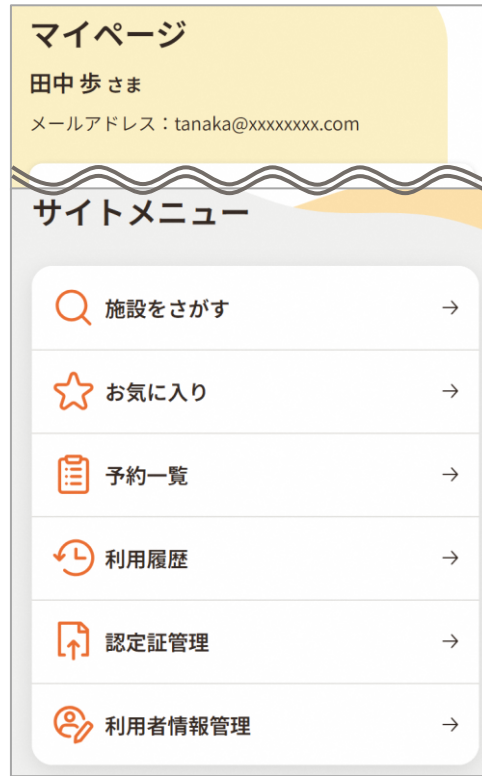 マイページ
田中 歩 さま
メールアドレス：tanaka@xxxxxxxx.com
サイトメニュー
施設をさがす
お気に入り
予約一覧
利用履歴
認定証管理
利用者情報管理